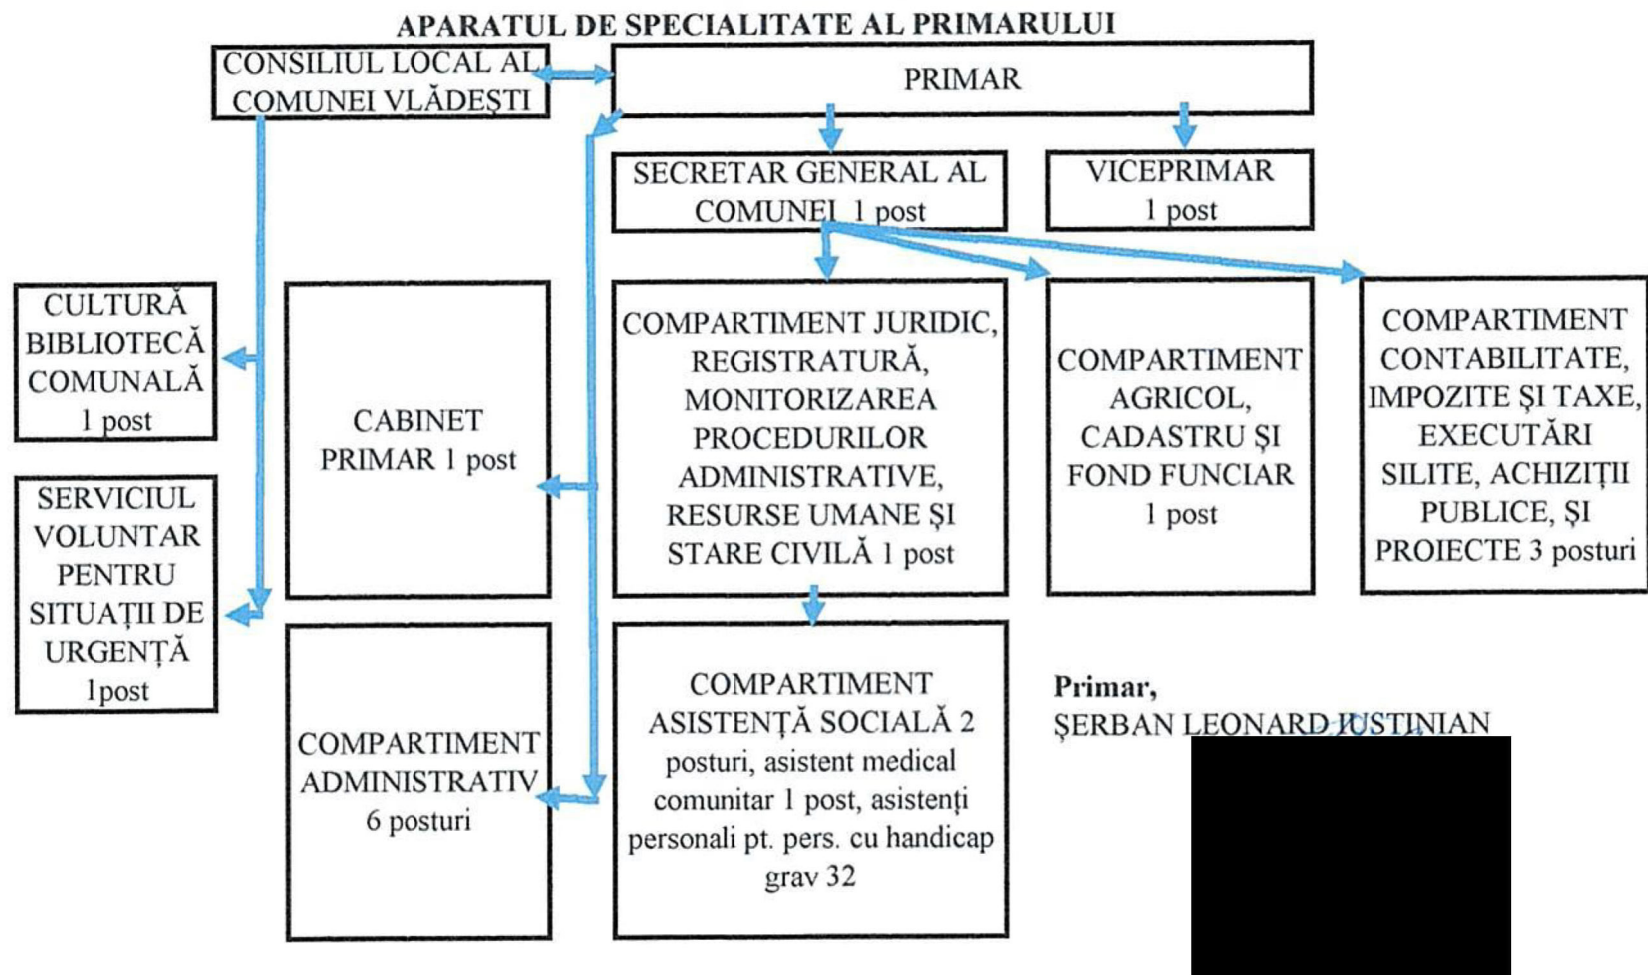 APARATUL DE SPECIALITATE AL PRIMARULUI
CONSILIUL LOCAL AL
COMUNEI VLĂDEȘTI
PRIMAR
SECRETAR GENERAL AL
COMUNEI 1 post
VICEPRIMAR
1 post
CULTURĂ
BIBLIOTECĂ
COMUNALĂ
1 post
CABINET
PRIMAR 1 post
COMPARTIMENT JURIDIC,
REGISTRATURĂ,
MONITORIZAREA
PROCEDURILOR
ADMINISTRATIVE,
RESURSE UMANE ȘI
STARE CIVILĂ 1 post
COMPARTIMENT
AGRICOL,
CADASTRU ȘI
FOND FUNCIAR
1 post
COMPARTIMENT
CONTABILITATE,
IMPOZITE ȘI TAXE,
EXECUTĂRI
SILITE, ACHIZIȚII
PUBLICE, ȘI
PROIECTE 3 posturi
SERVICIUL
VOLUNTAR
PENTRU
SITUAȚII DE
URGENȚĂ
1post
COMPARTIMENT
ADMINISTRATIV
6 posturi
COMPARTIMENT
ASISTENȚĂ SOCIALĂ 2
posturi, asistent medical
comunitar 1 post, asistenți
personali pt. pers. cu handicap
grav 32
Primar,
ȘERBAN LEONARD IUSTINIAN